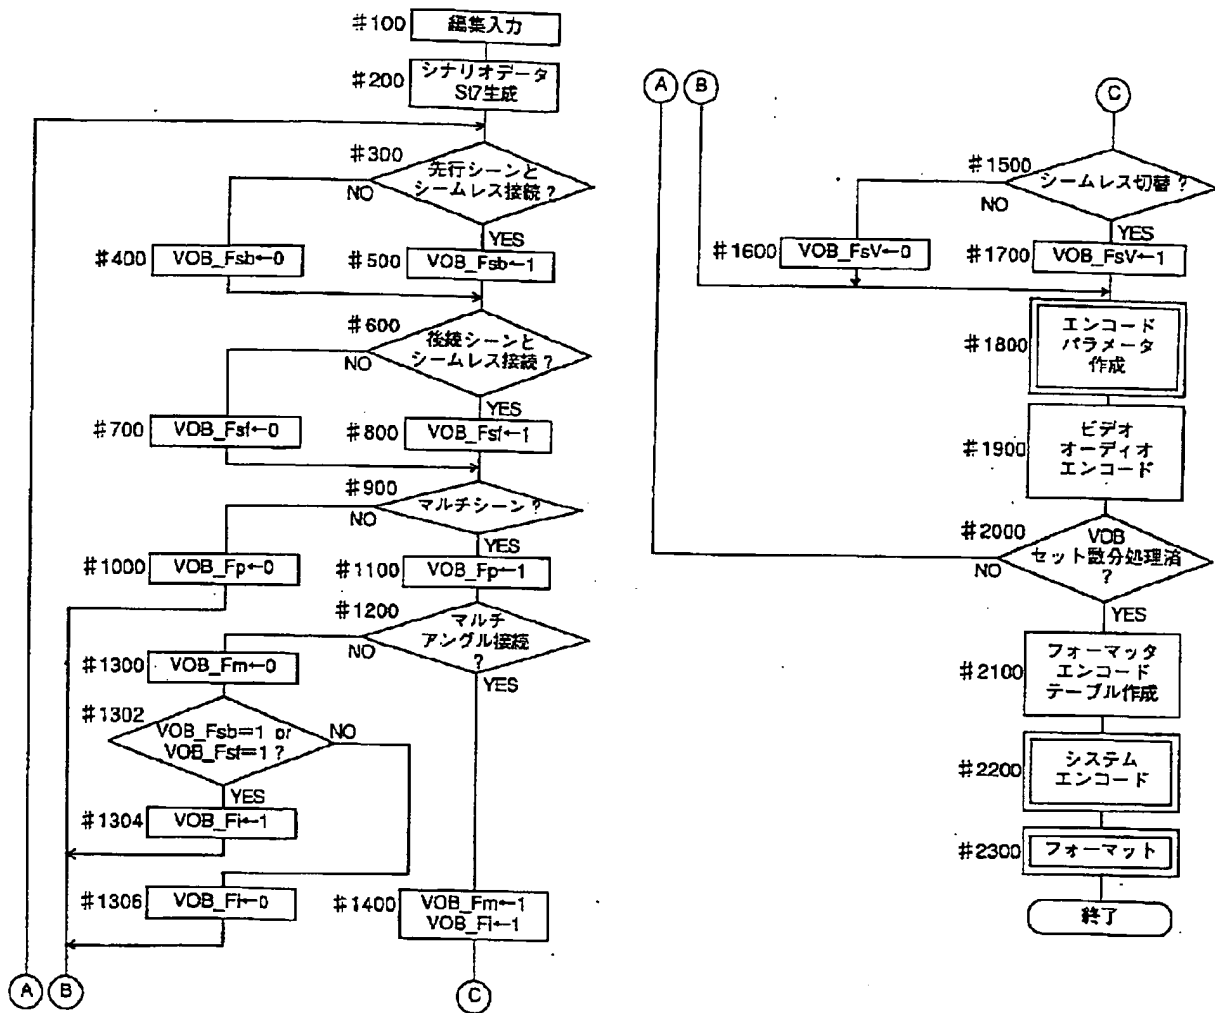 #100
編集入力
#200
シナリオデータ
St7生成
#300
先行シーンと
シームレス接続?
NO
YES
#400
VOB_Fsb←0
#500
VOB_Fsb←1
#600
後続シーンと
シームレス接続?
NO
YES
#700
VOB_Fsf←0
#800
VOB_Fsf←1
#900
マルチシーン?
NO
YES
#1000
VOB_Fp←0
#1100
VOB_Fp←1
#1200
マルチ
アングル接続
?
NO
YES
#1300
VOB_Fm←0
#1302
VOB_Fsb=1 or
VOB_Fsf=1 ?
NO
YES
#1304
VOB_Fi←1
#1306
VOB_Fi←0
#1400
VOB_Fm←1
VOB_Fi←1
A
B
C
A
B
C
#1500
シームレス切替?
NO
YES
#1600
VOB_FsV←0
#1700
VOB_FsV←1
#1800
エンコード
パラメータ
作成
#1900
ビデオ
オーディオ
エンコード
#2000
VOB
セット数分処理済
?
NO
YES
#2100
フォーマッタ
エンコード
テーブル作成
#2200
システム
エンコード
#2300
フォーマット
終了